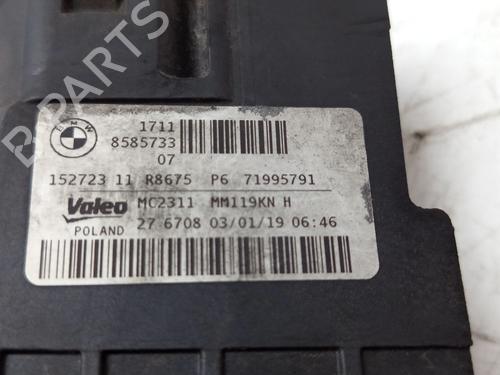 B-PARTS
BMW
1711
8585733
07
152723 11 R8675 P6 71995791
Valeo MC2311 MM119KN H
POLAND 27 6708 03/01/19 06:46